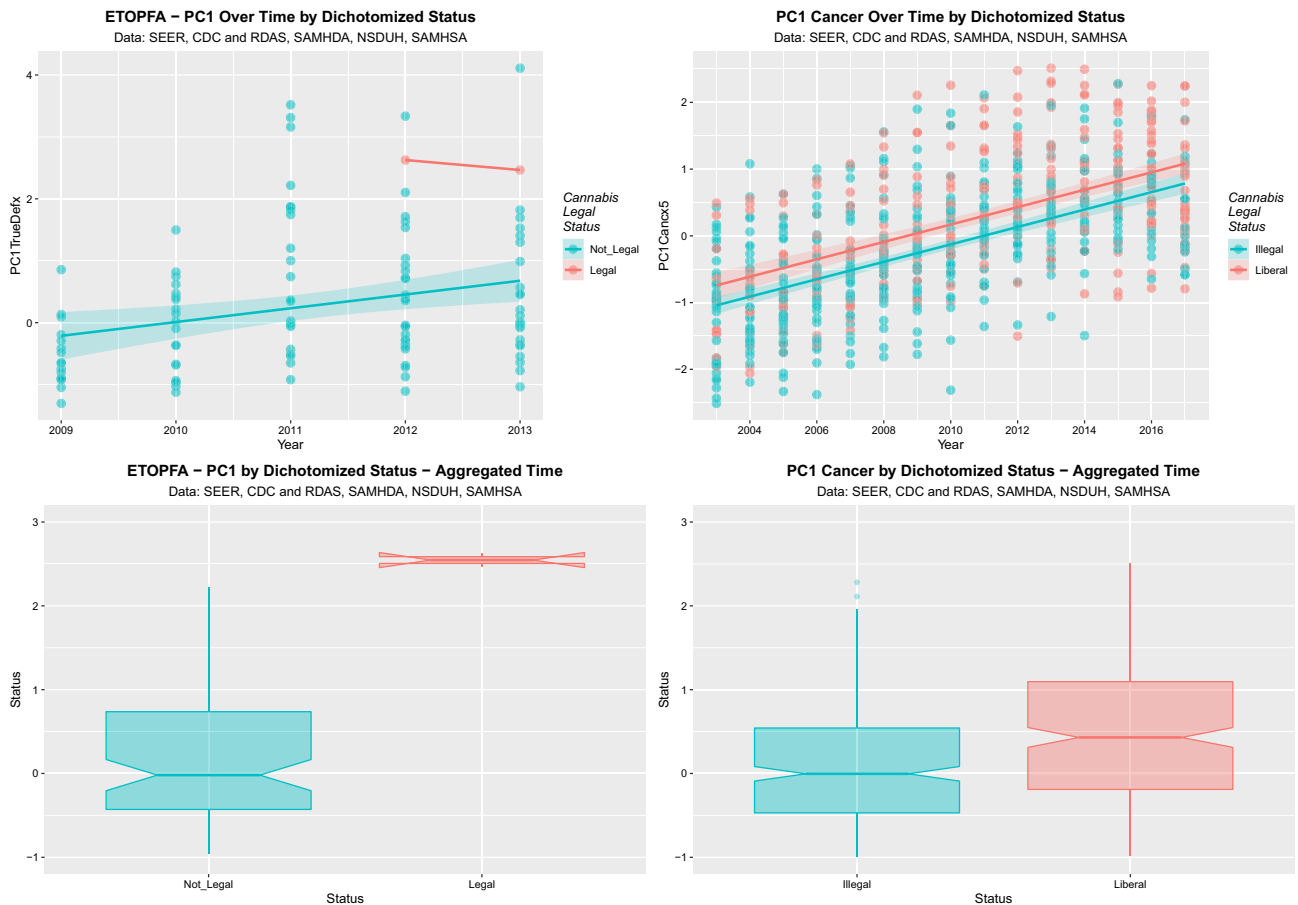 ETOPFA − PC1 Over Time by Dichotomized Status
Data: SEER, CDC and RDAS, SAMHDA, NSDUH, SAMHSA
4
2
0
PC1TrueDefx
2009
2010
2011
2012
2013
Year
Cannabis
Legal
Status
Not_Legal
Legal
PC1 Cancer Over Time by Dichotomized Status
Data: SEER, CDC and RDAS, SAMHDA, NSDUH, SAMHSA
2
1
0
−1
−2
PC1Cancx5
2004
2006
2008
2010
2012
2014
2016
Year
Cannabis
Legal
Status
Illegal
Liberal
ETOPFA − PC1 by Dichotomized Status − Aggregated Time
Data: SEER, CDC and RDAS, SAMHDA, NSDUH, SAMHSA
3
2
1
0
−1
Status
Not_Legal
Legal
Status
PC1 Cancer by Dichotomized Status − Aggregated Time
Data: SEER, CDC and RDAS, SAMHDA, NSDUH, SAMHSA
3
2
1
0
−1
Status
Illegal
Liberal
Status